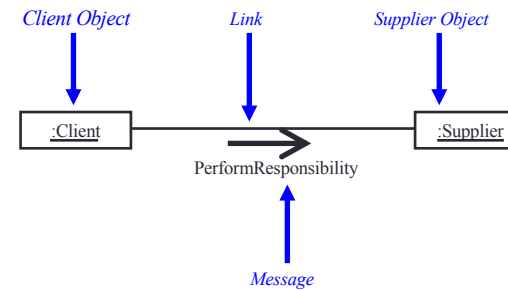 Client Object
Link
Supplier Object
:Client
:Supplier
PerformResponsibility
Message